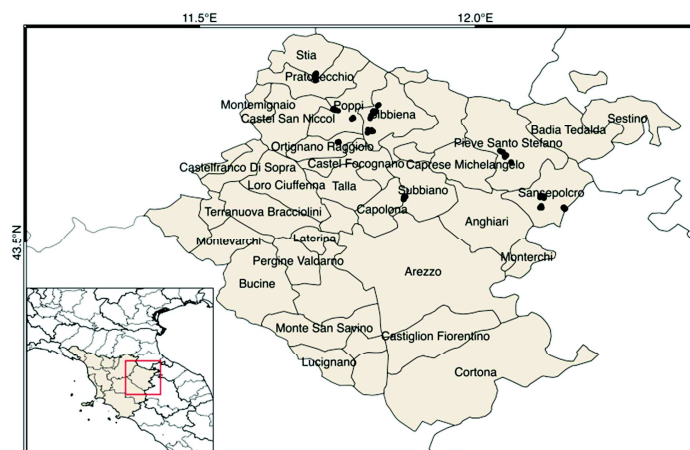 11.5°E 12.0°E
Stia
Pratovecchio
Montemignaio Poppi Bibbiena
Castel San Niccol Sestino
Badia Tedalda
Ortignano Raggiolo Pieve Santo Stefano
Castelfranco Di Sopra Castel Focognano Caprese Michelangelo
Loro Ciuffenna Talla Subbiano Sansepolcro
Terranuova Bracciolini Capolona
Anghiari
43.5°N
Montevarchi Laterina
Pergine Valdarno Monterchi
Arezzo
Bucine
Monte San Savino
Castiglion Fiorentino
Lucignano
Cortona